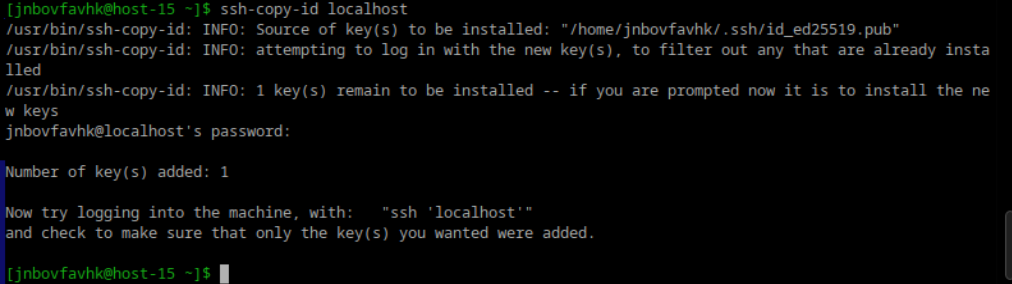 [jnbovfavhk@host-15 ~]$ ssh-copy-id localhost
/usr/bin/ssh-copy-id: INFO: Source of key(s) to be installed: "/home/jnbovfavhk/.ssh/id_ed25519.pub"
/usr/bin/ssh-copy-id: INFO: attempting to log in with the new key(s), to filter out any that are already insta
lled
/usr/bin/ssh-copy-id: INFO: 1 key(s) remain to be installed -- if you are prompted now it is to install the ne
w keys
jnbovfavhk@localhost's password:
Number of key(s) added: 1
Now try logging into the machine, with:   "ssh 'localhost'"
and check to make sure that only the key(s) you wanted were added.
[jnbovfavhk@host-15 ~]$